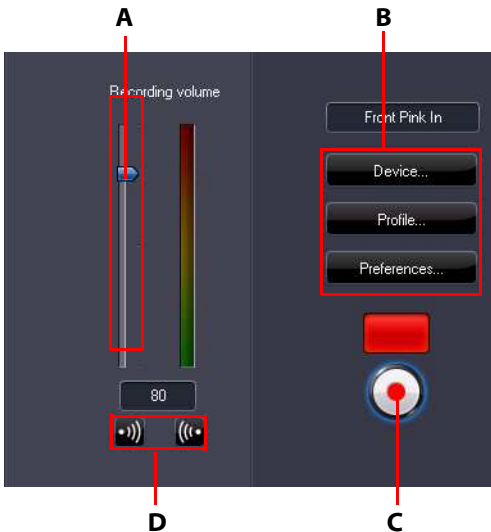 A
B
Recording volume
Front Pink In
Device...
Profile...
Preferences...
80
D
C